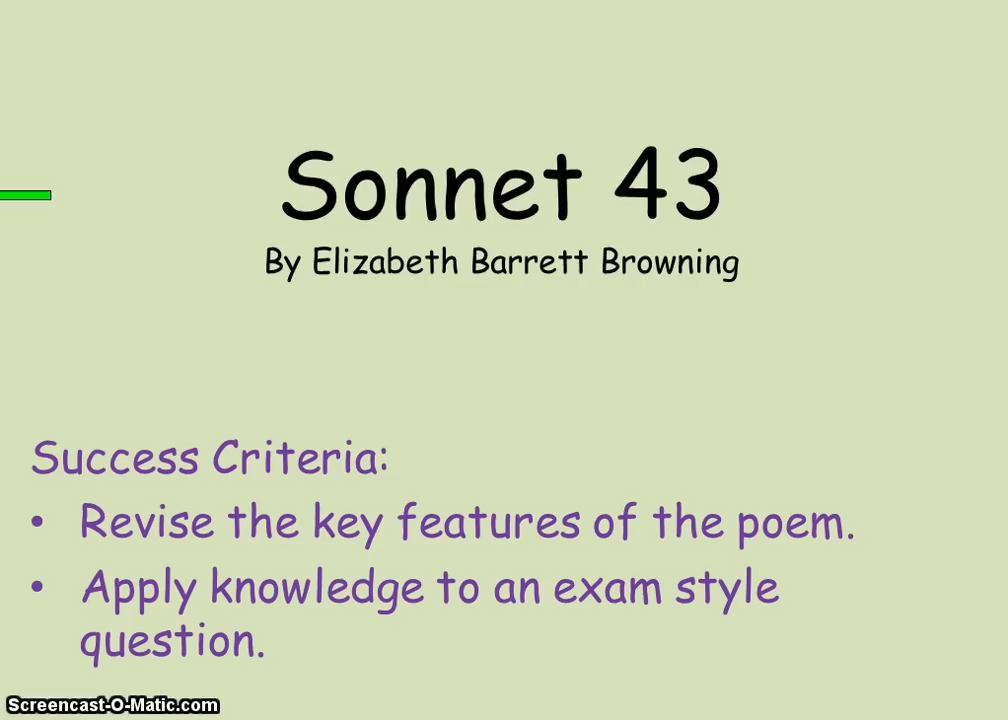 Sonnet 43
By Elizabeth Barrett Browning
Success Criteria:
• Revise the key features of the poem.
• Apply knowledge to an exam style
question.
Screencast-O-Matic.com